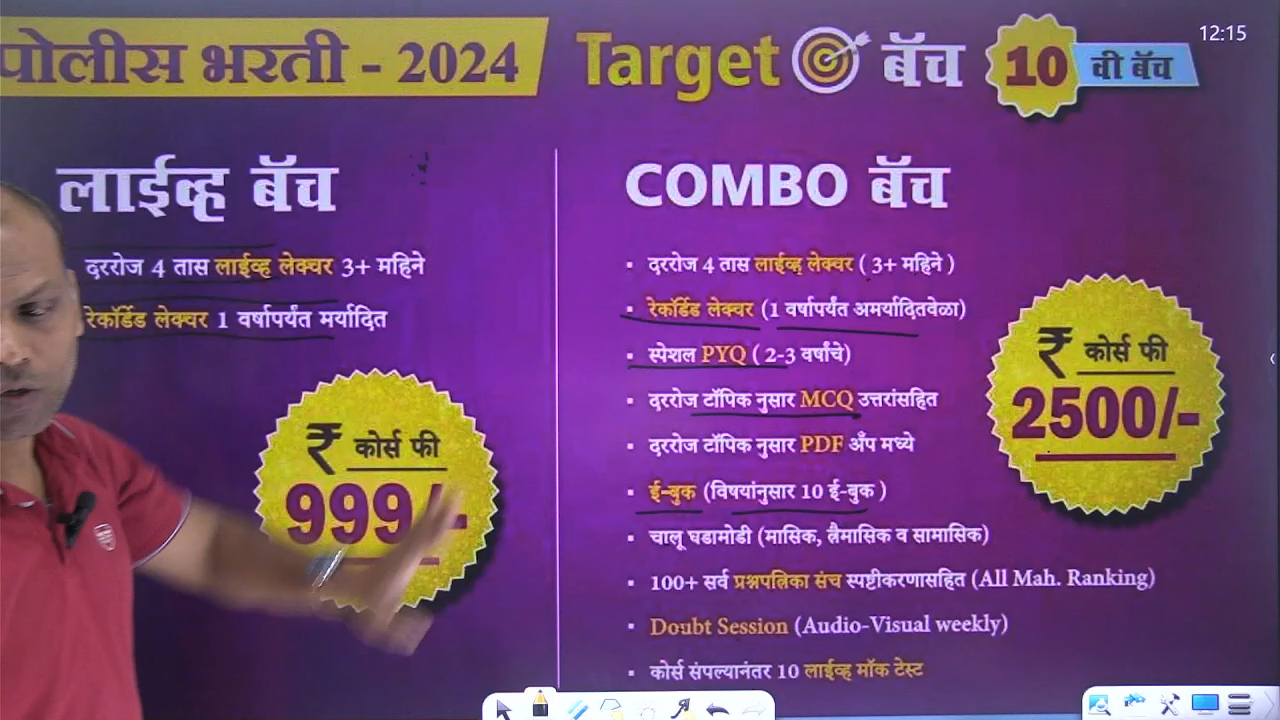 पोलीस भरती - 2024
Target बॅच
10 वी बॅच
12:15
लाईव्ह बॅच
दररोज 4 तास लाईव्ह लेक्चर 3+ महिने
रेकॉर्डेड लेक्चर 1 वर्षापर्यंत मर्यादित
₹ कोर्स फी
999/-
COMBO बॅच
▪ दररोज 4 तास लाईव्ह लेक्चर ( 3+ महिने )
▪ रेकॉर्डेड लेक्चर (1 वर्षापर्यंत अमर्यादितवेळा)
▪ स्पेशल PYQ ( 2-3 वर्षांचे)
▪ दररोज टॉपिक नुसार MCQ उत्तरांसहित
▪ दररोज टॉपिक नुसार PDF अँप मध्ये
▪ ई-बुक (विषयांनुसार 10 ई-बुक )
▪ चालू घडामोडी (मासिक, त्रैमासिक व सामासिक)
▪ 100+ सर्व प्रश्नपत्रिका संच स्पष्टीकरणासहित (All Mah. Ranking)
▪ Doubt Session (Audio-Visual weekly)
▪ कोर्स संपल्यानंतर 10 लाईव्ह मॉक टेस्ट
₹ कोर्स फी
2500/-